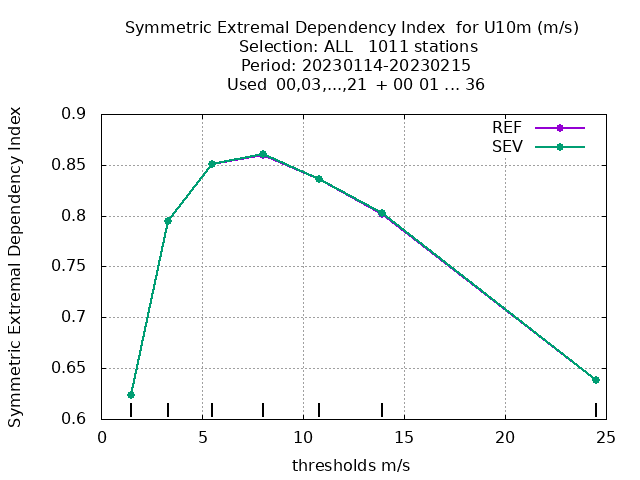 Symmetric Extremal Dependency Index  for U10m (m/s)
Selection: ALL   1011 stations
Period: 20230114-20230215
Used  00,03,...,21  + 00 01 ... 36
Symmetric Extremal Dependency Index
0.9
0.85
0.8
0.75
0.7
0.65
0.6
REF
SEV
0 5 10 15 20 25
thresholds m/s